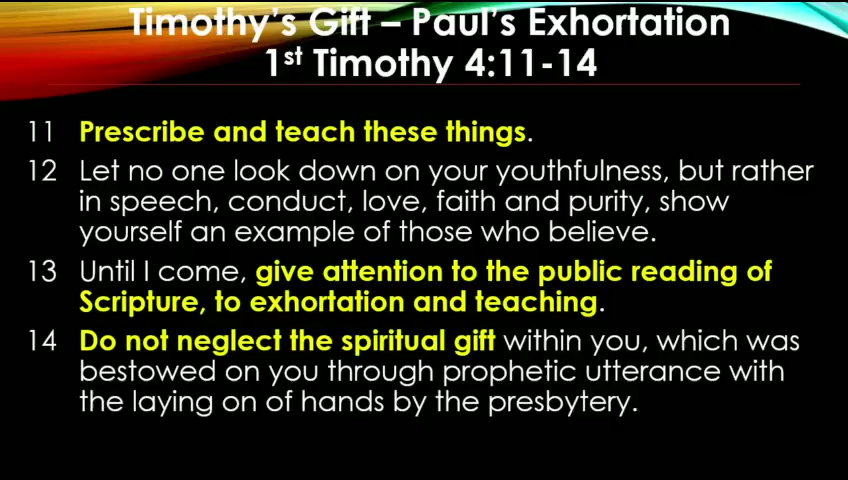 Timothy's Gift – Paul's Exhortation
1st Timothy 4:11-14
11 Prescribe and teach these things.
12 Let no one look down on your youthfulness, but rather
in speech, conduct, love, faith and purity, show
yourself an example of those who believe.
13 Until I come, give attention to the public reading of
Scripture, to exhortation and teaching.
14 Do not neglect the spiritual gift within you, which was
bestowed on you through prophetic utterance with
the laying on of hands by the presbytery.